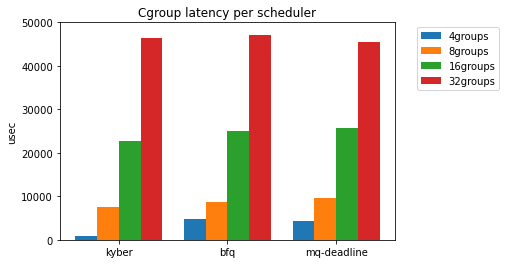 Cgroup latency per scheduler
50000
40000
30000
20000
10000
0
usec
kyber
bfq
mq-deadline
4groups
8groups
16groups
32groups